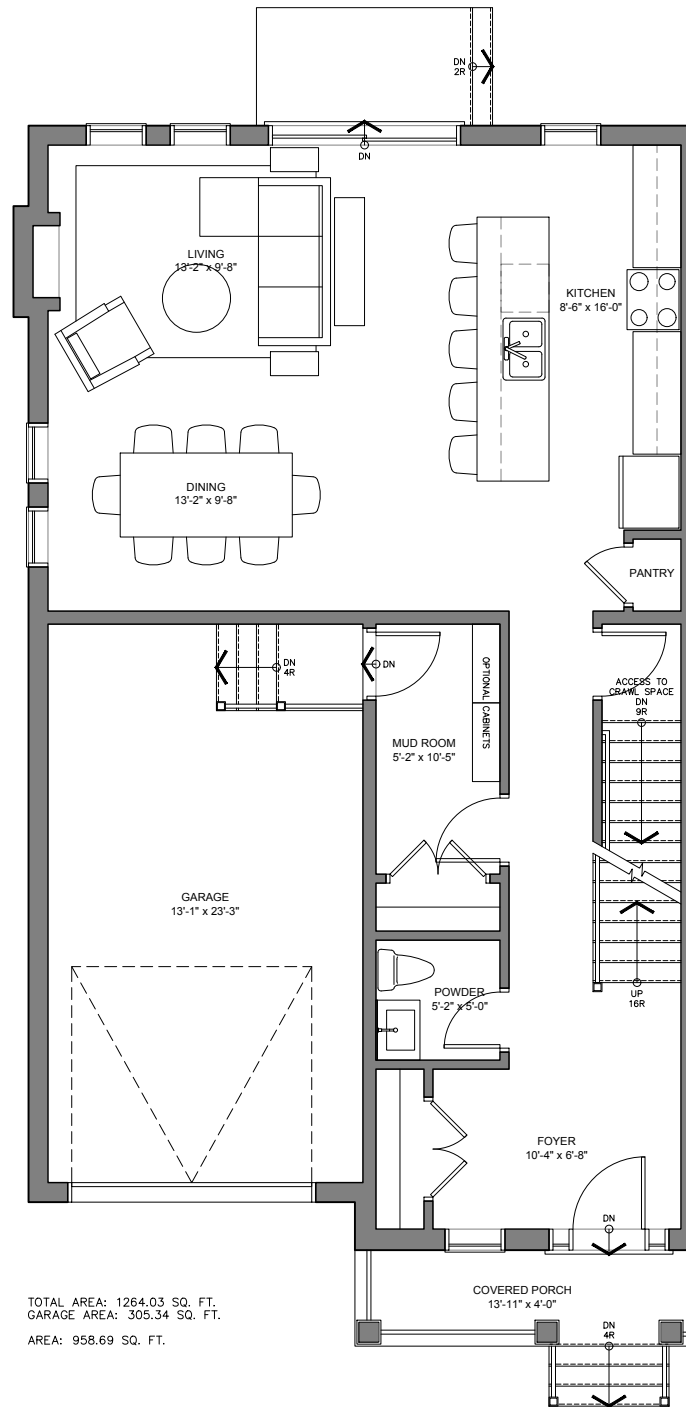 DN
2R
DN
LIVING
13'-2" x 9'-8"
KITCHEN
8'-6" x 16'-0"
DINING
13'-2" x 9'-8"
PANTRY
DN
4R
DN
OPTIONAL CABINETS
ACCESS TO
CRAWL SPACE
DN
9R
MUD ROOM
5'-2" x 10'-5"
GARAGE
13'-1" x 23'-3"
POWDER
5'-2" x 5'-0"
UP
16R
FOYER
10'-4" x 6'-8"
DN
COVERED PORCH
13'-11" x 4'-0"
DN
4R
TOTAL AREA: 1264.03 SQ. FT.
GARAGE AREA: 305.34 SQ. FT.
AREA: 958.69 SQ. FT.